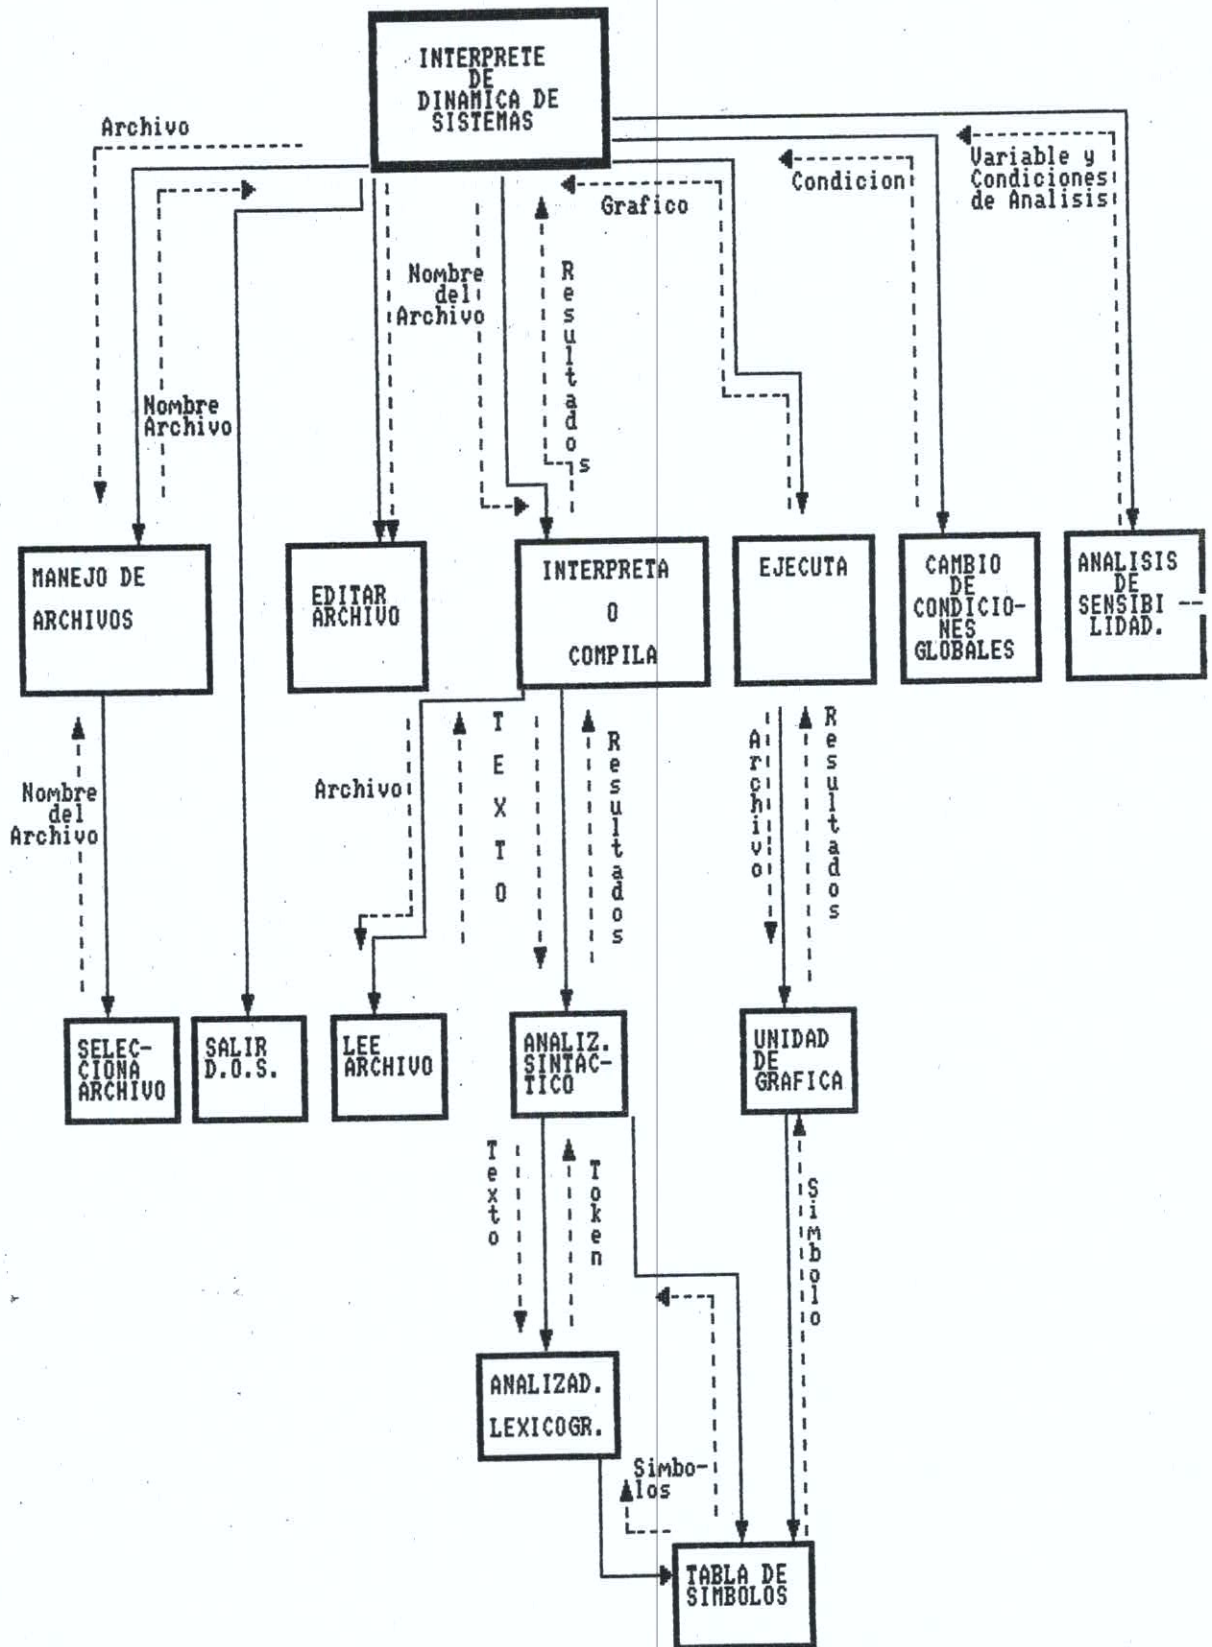 INTERPRETE
DE
DINAMICA DE
SISTEMAS
Archivo
Variable y
Condiciones
de Analisis
Condicion
Grafico
Nombre
del
Archivo
Resultados
Nombre
Archivo
MANEJO DE
ARCHIVOS
EDITAR
ARCHIVO
INTERPRETA
O
COMPILA
EJECUTA
CAMBIO
DE
CONDICIO-
NES
GLOBALES
ANALISIS
DE
SENSIBI --
LIDAD.
Nombre
del
Archivo
Archivo
TEXTO
Resultados
Archivo
Resultados
SELEC-
CIONA
ARCHIVO
SALIR
D.O.S.
LEE
ARCHIVO
ANALIZ.
SINTAC-
TICO
UNIDAD
DE
GRAFICA
Texto
Token
Simbolo
ANALIZAD.
LEXICOGR.
Simbo-
los
TABLA DE
SIMBOLOS